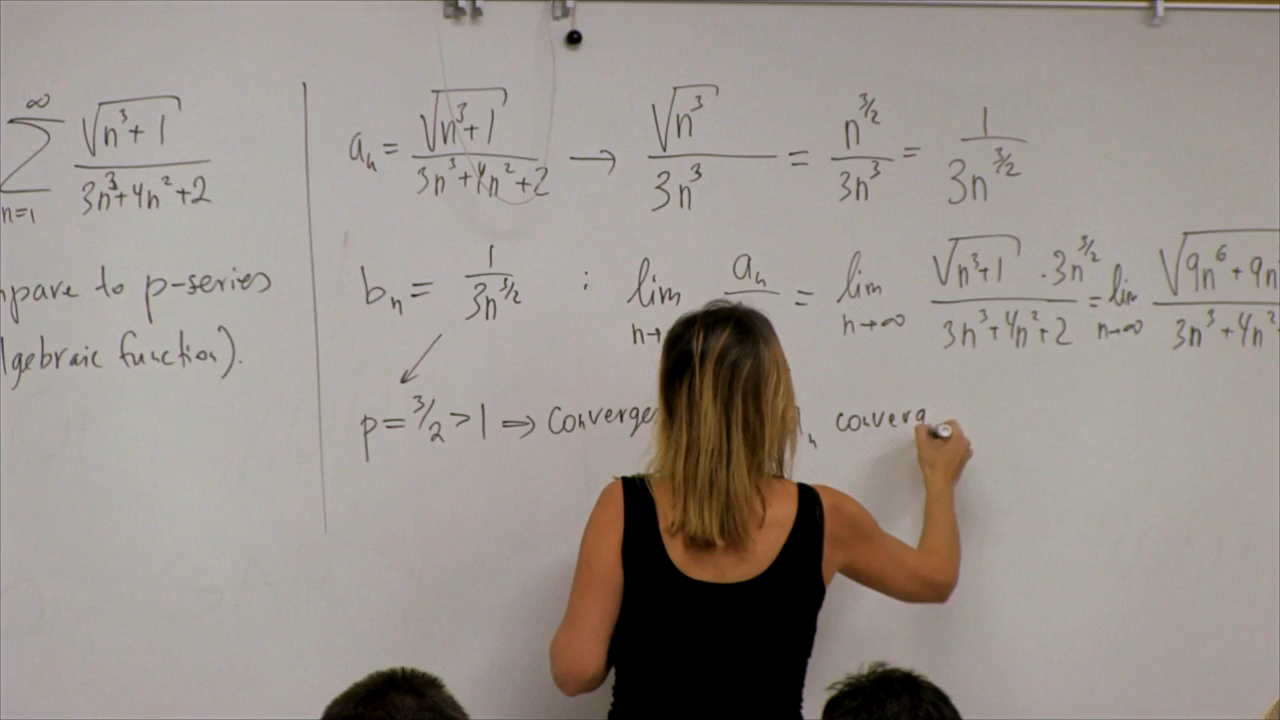 ∞
∑ √(n³+1) / (3n³+4n²+2)
n=1
pare to p-series
gebraic function).
aₙ = √(n³+1) / (3n³+4n²+2) → √(n³) / 3n³ = n^(3/2) / 3n³ = 1 / 3n^(3/2)
bₙ = 1 / 3n^(3/2) : lim n→ aₙ = lim n→∞ √(n³+1) · 3n^(3/2) / (3n³+4n²+2) = lim n→∞ √(9n⁶+9n / 3n³+4n²
p = 3/2 > 1 ⇒ Converge ₙ converg